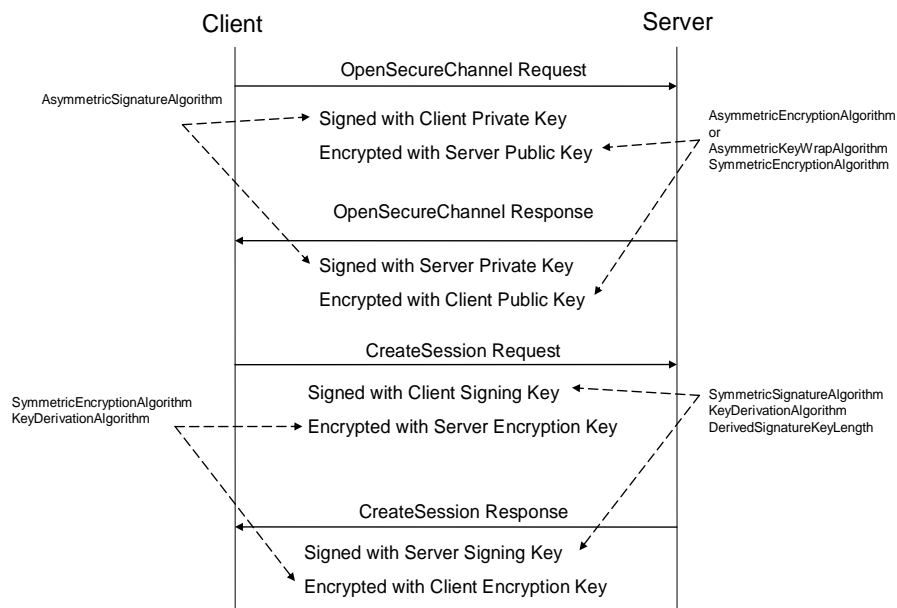 Client
Server
OpenSecureChannel Request
AsymmetricSignatureAlgorithm
Signed with Client Private Key
Encrypted with Server Public Key
AsymmetricEncryptionAlgorithm
or
AsymmetricKeyWrapAlgorithm
SymmetricEncryptionAlgorithm
OpenSecureChannel Response
Signed with Server Private Key
Encrypted with Client Public Key
CreateSession Request
Signed with Client Signing Key
Encrypted with Server Encryption Key
SymmetricEncryptionAlgorithm
KeyDerivationAlgorithm
SymmetricSignatureAlgorithm
KeyDerivationAlgorithm
DerivedSignatureKeyLength
CreateSession Response
Signed with Server Signing Key
Encrypted with Client Encryption Key